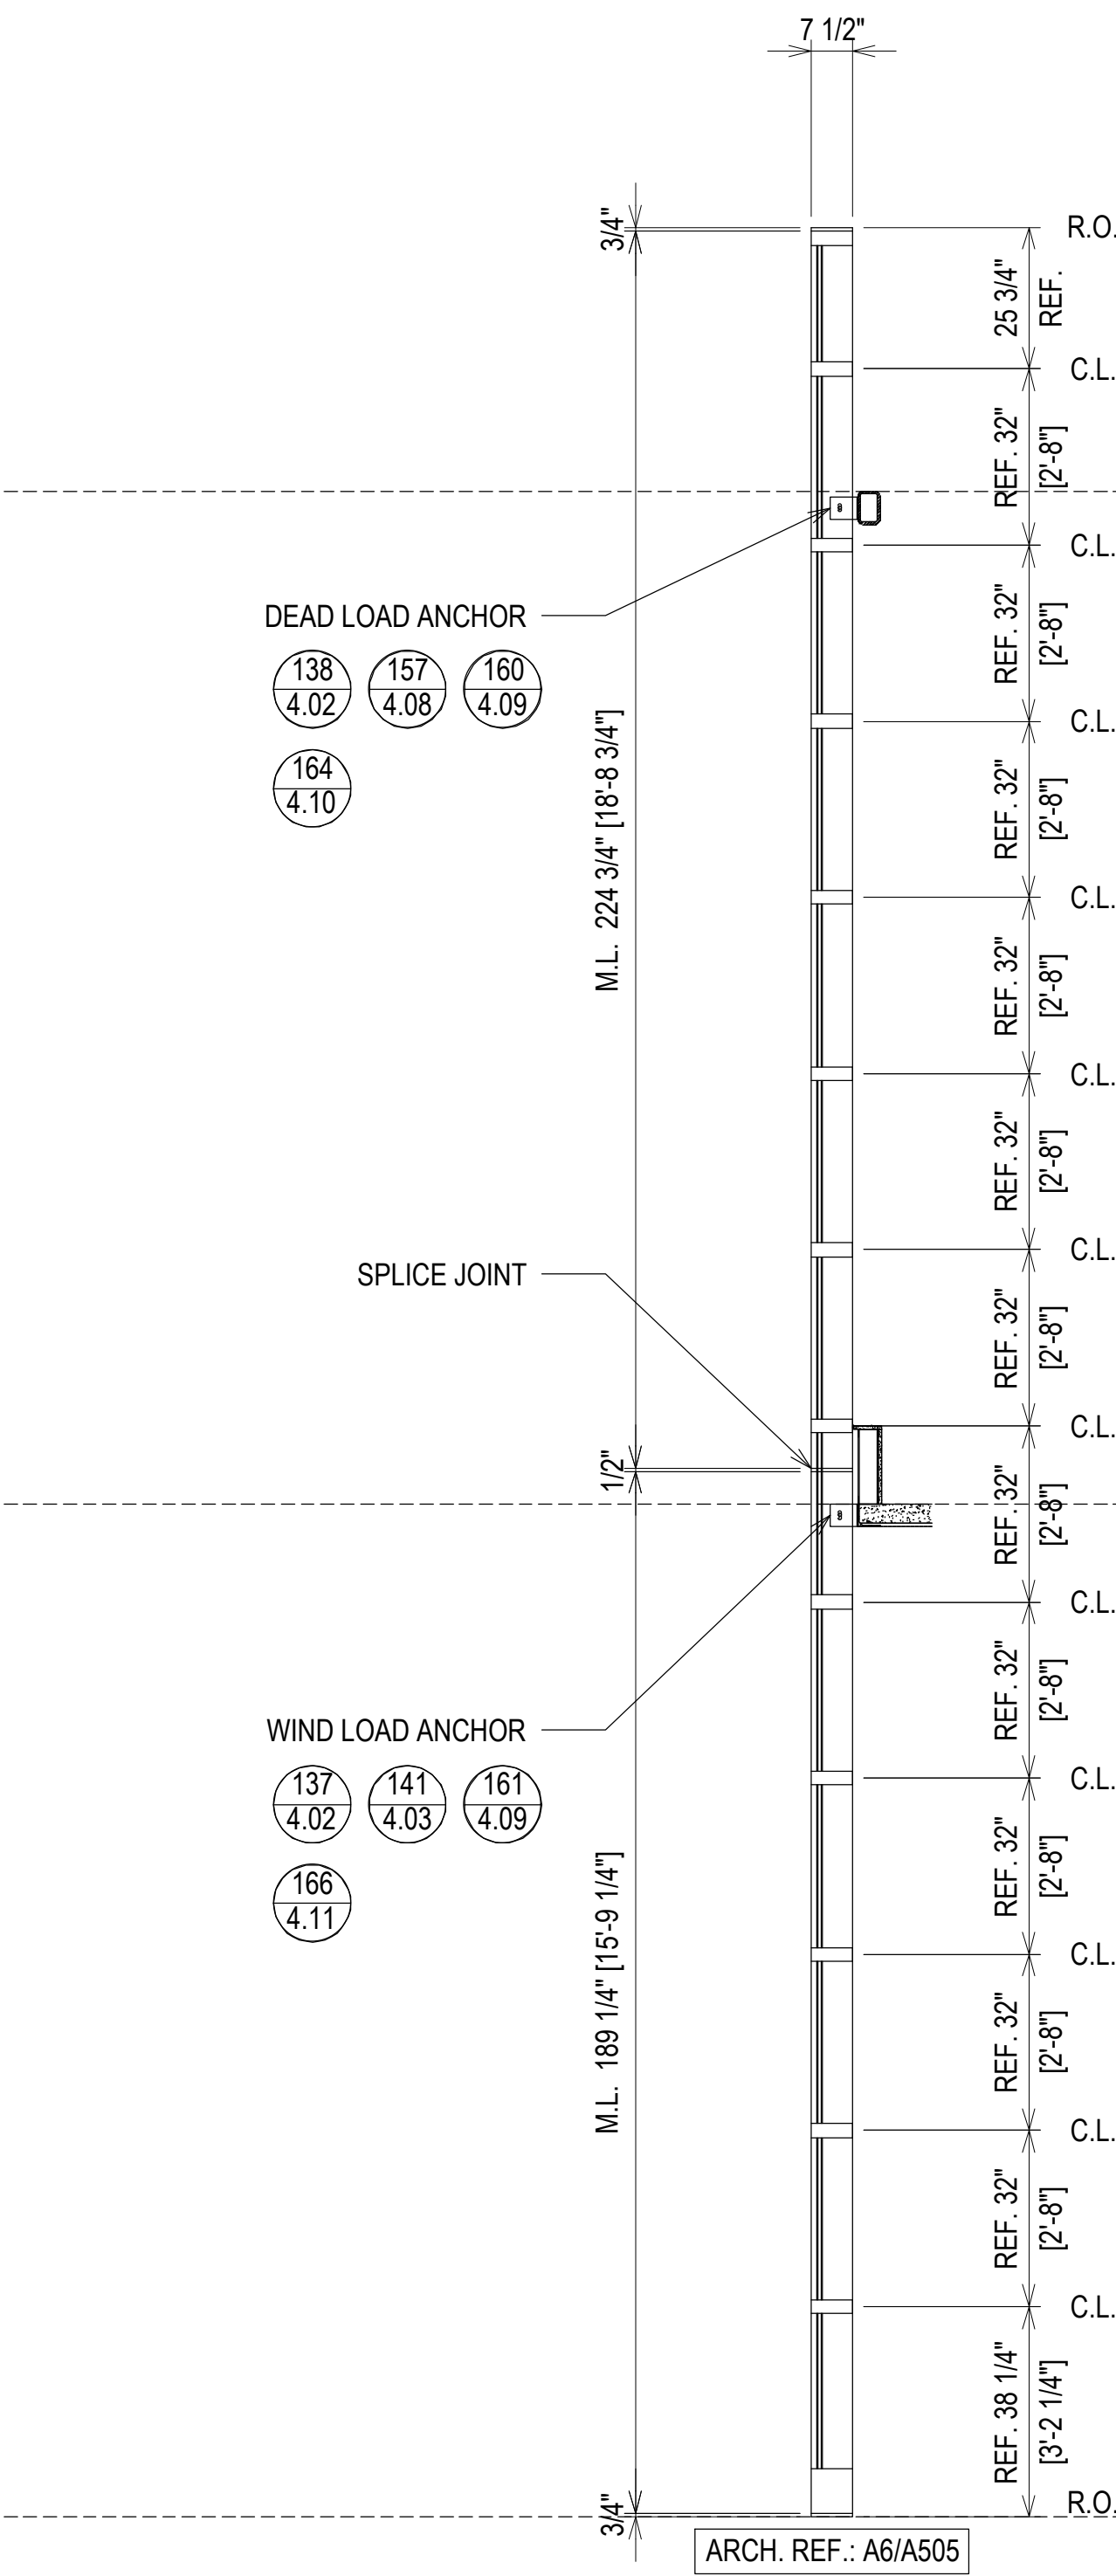 7 1/2"
3/4"
R.O.
25 3/4"
REF.
C.L.
REF. 32"
[2'-8"]
C.L.
DEAD LOAD ANCHOR
138
4.02
157
4.08
160
4.09
164
4.10
REF. 32"
[2'-8"]
C.L.
M.L. 224 3/4" [18'-8 3/4"]
REF. 32"
[2'-8"]
C.L.
REF. 32"
[2'-8"]
C.L.
REF. 32"
[2'-8"]
C.L.
SPLICE JOINT
REF. 32"
[2'-8"]
C.L.
1/2"
REF. 32"
[2'-8"]
C.L.
WIND LOAD ANCHOR
137
4.02
141
4.03
161
4.09
166
4.11
REF. 32"
[2'-8"]
C.L.
M.L. 189 1/4" [15'-9 1/4"]
REF. 32"
[2'-8"]
C.L.
REF. 32"
[2'-8"]
C.L.
REF. 32"
[2'-8"]
C.L.
REF. 38 1/4"
[3'-2 1/4"]
R.O.
3/4"
ARCH. REF.: A6/A505